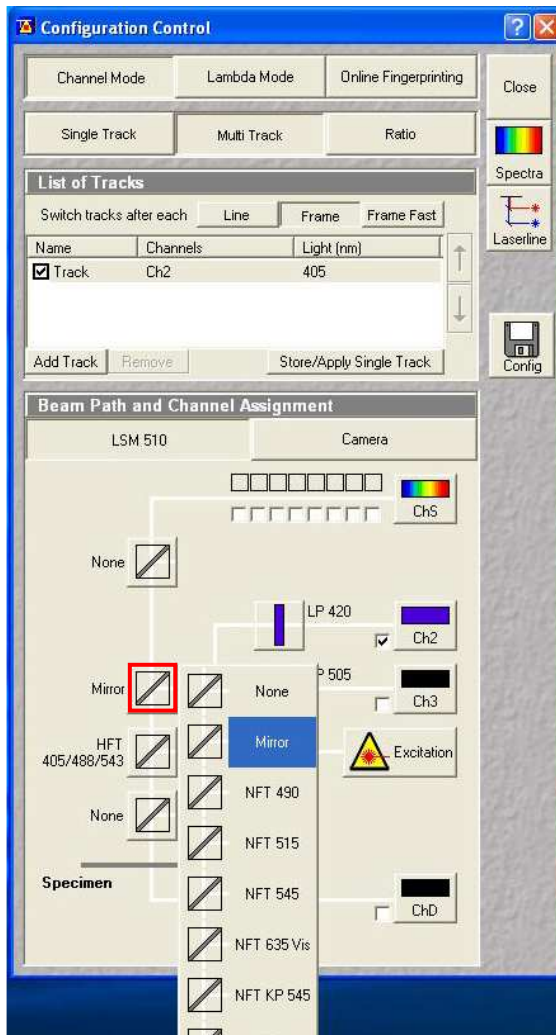 Configuration Control
Channel Mode
Lambda Mode
Online Fingerprinting
Close
Single Track
Multi Track
Ratio
Spectra
List of Tracks
Switch tracks after each
Line
Frame
Frame Fast
Laserline
Name
Channels
Light (nm)
Track
Ch2
405
Add Track
Remove
Store/Apply Single Track
Config
Beam Path and Channel Assignment
LSM 510
Camera
ChS
None
LP 420
Ch2
Mirror
None
P 505
Ch3
HFT
405/488/543
Mirror
Excitation
None
NFT 490
NFT 515
Specimen
NFT 545
ChD
NFT 635 Vis
NFT KP 545